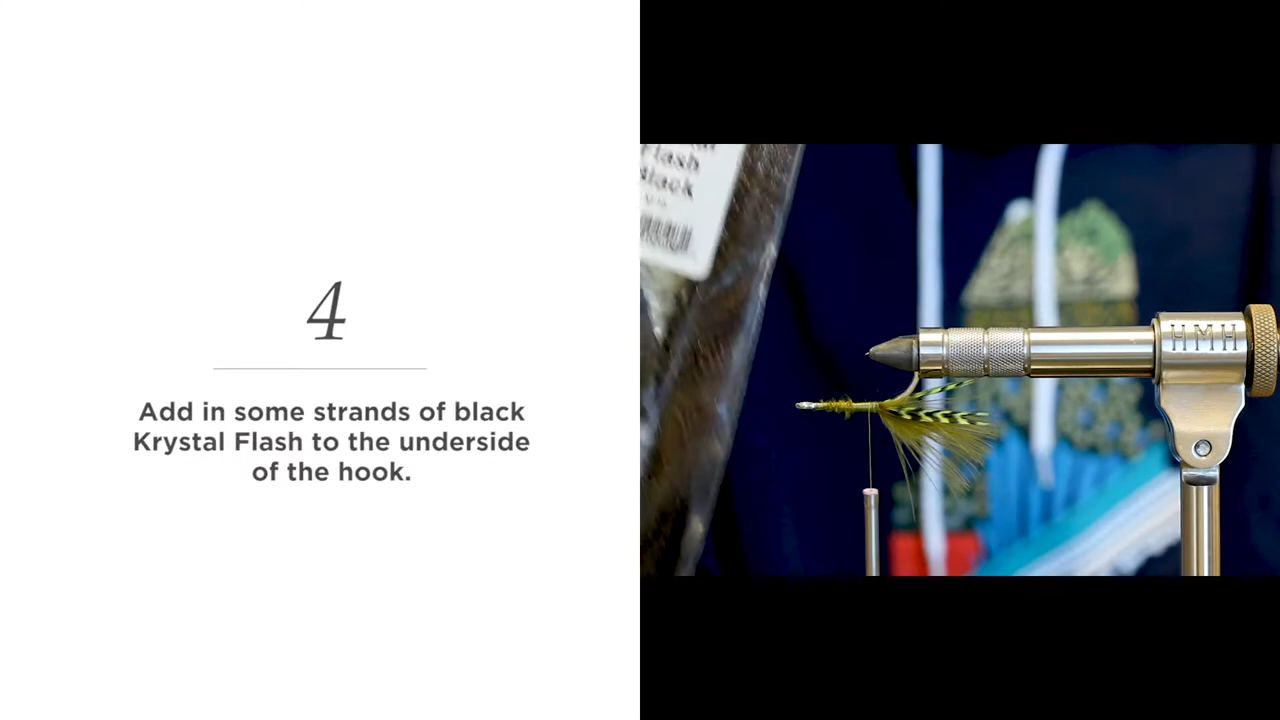 4
Add in some strands of black
Krystal Flash to the underside
of the hook.
Flash
Black
HMH